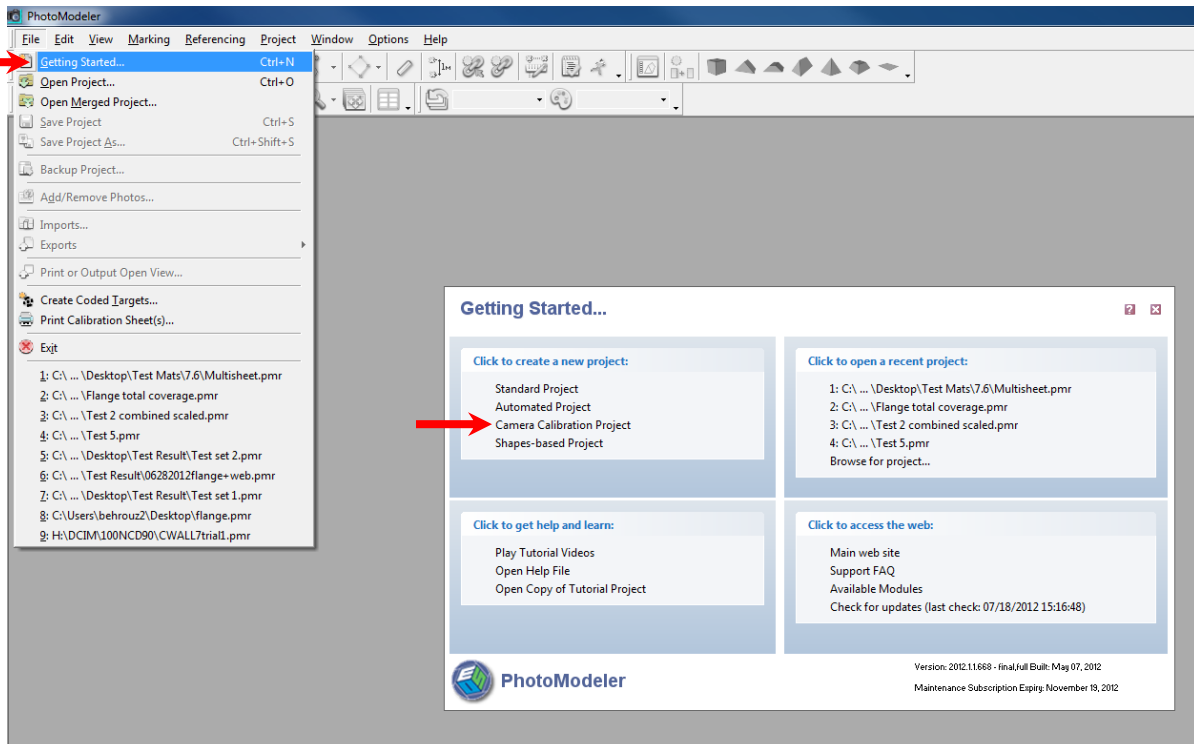 PhotoModeler
File Edit View Marking Referencing Project Window Options Help
Getting Started... Ctrl+N
Open Project... Ctrl+O
Open Merged Project...
Save Project Ctrl+S
Save Project As... Ctrl+Shift+S
Backup Project...
Add/Remove Photos...
Imports...
Exports
Print or Output Open View...
Create Coded Targets...
Print Calibration Sheet(s)...
Exit
1: C:\ ... \Desktop\Test Mats\7.6\Multisheet.pmr
2: C:\ ... \Flange total coverage.pmr
3: C:\ ... \Test 2 combined scaled.pmr
4: C:\ ... \Test 5.pmr
5: C:\ ... \Desktop\Test Result\Test set 2.pmr
6: C:\ ... \Test Result\06282012flange+web.pmr
7: C:\ ... \Desktop\Test Result\Test set 1.pmr
8: C:\Users\behrouz2\Desktop\flange.pmr
9: H:\DCIM\100NCD90\CWALL7trial1.pmr
Getting Started...
Click to create a new project:
Standard Project
Automated Project
Camera Calibration Project
Shapes-based Project
Click to open a recent project:
1: C:\ ... \Desktop\Test Mats\7.6\Multisheet.pmr
2: C:\ ... \Flange total coverage.pmr
3: C:\ ... \Test 2 combined scaled.pmr
4: C:\ ... \Test 5.pmr
Browse for project...
Click to get help and learn:
Play Tutorial Videos
Open Help File
Open Copy of Tutorial Project
Click to access the web:
Main web site
Support FAQ
Available Modules
Check for updates (last check: 07/18/2012 15:16:48)
PhotoModeler
Version: 2012.1.1.668 - final,full Built: May 07, 2012
Maintenance Subscription Expiry: November 19, 2012